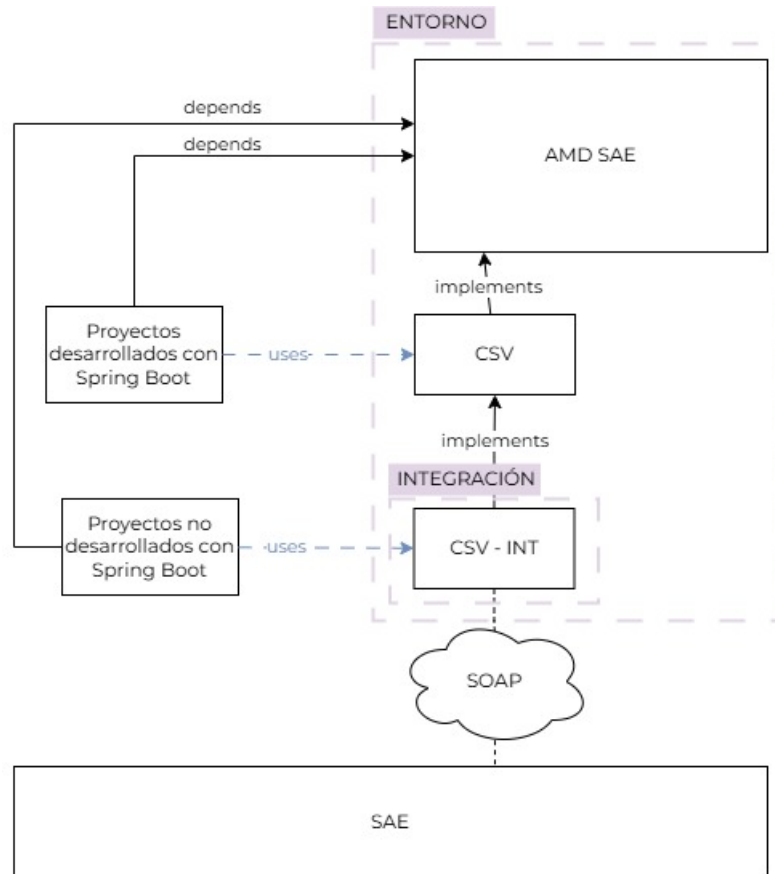 ENTORNO
depends
depends
AMD SAE
implements
Proyectos
desarrollados con
Spring Boot
uses
CSV
implements
INTEGRACIÓN
Proyectos no
desarrollados con
Spring Boot
uses
CSV - INT
SOAP
SAE